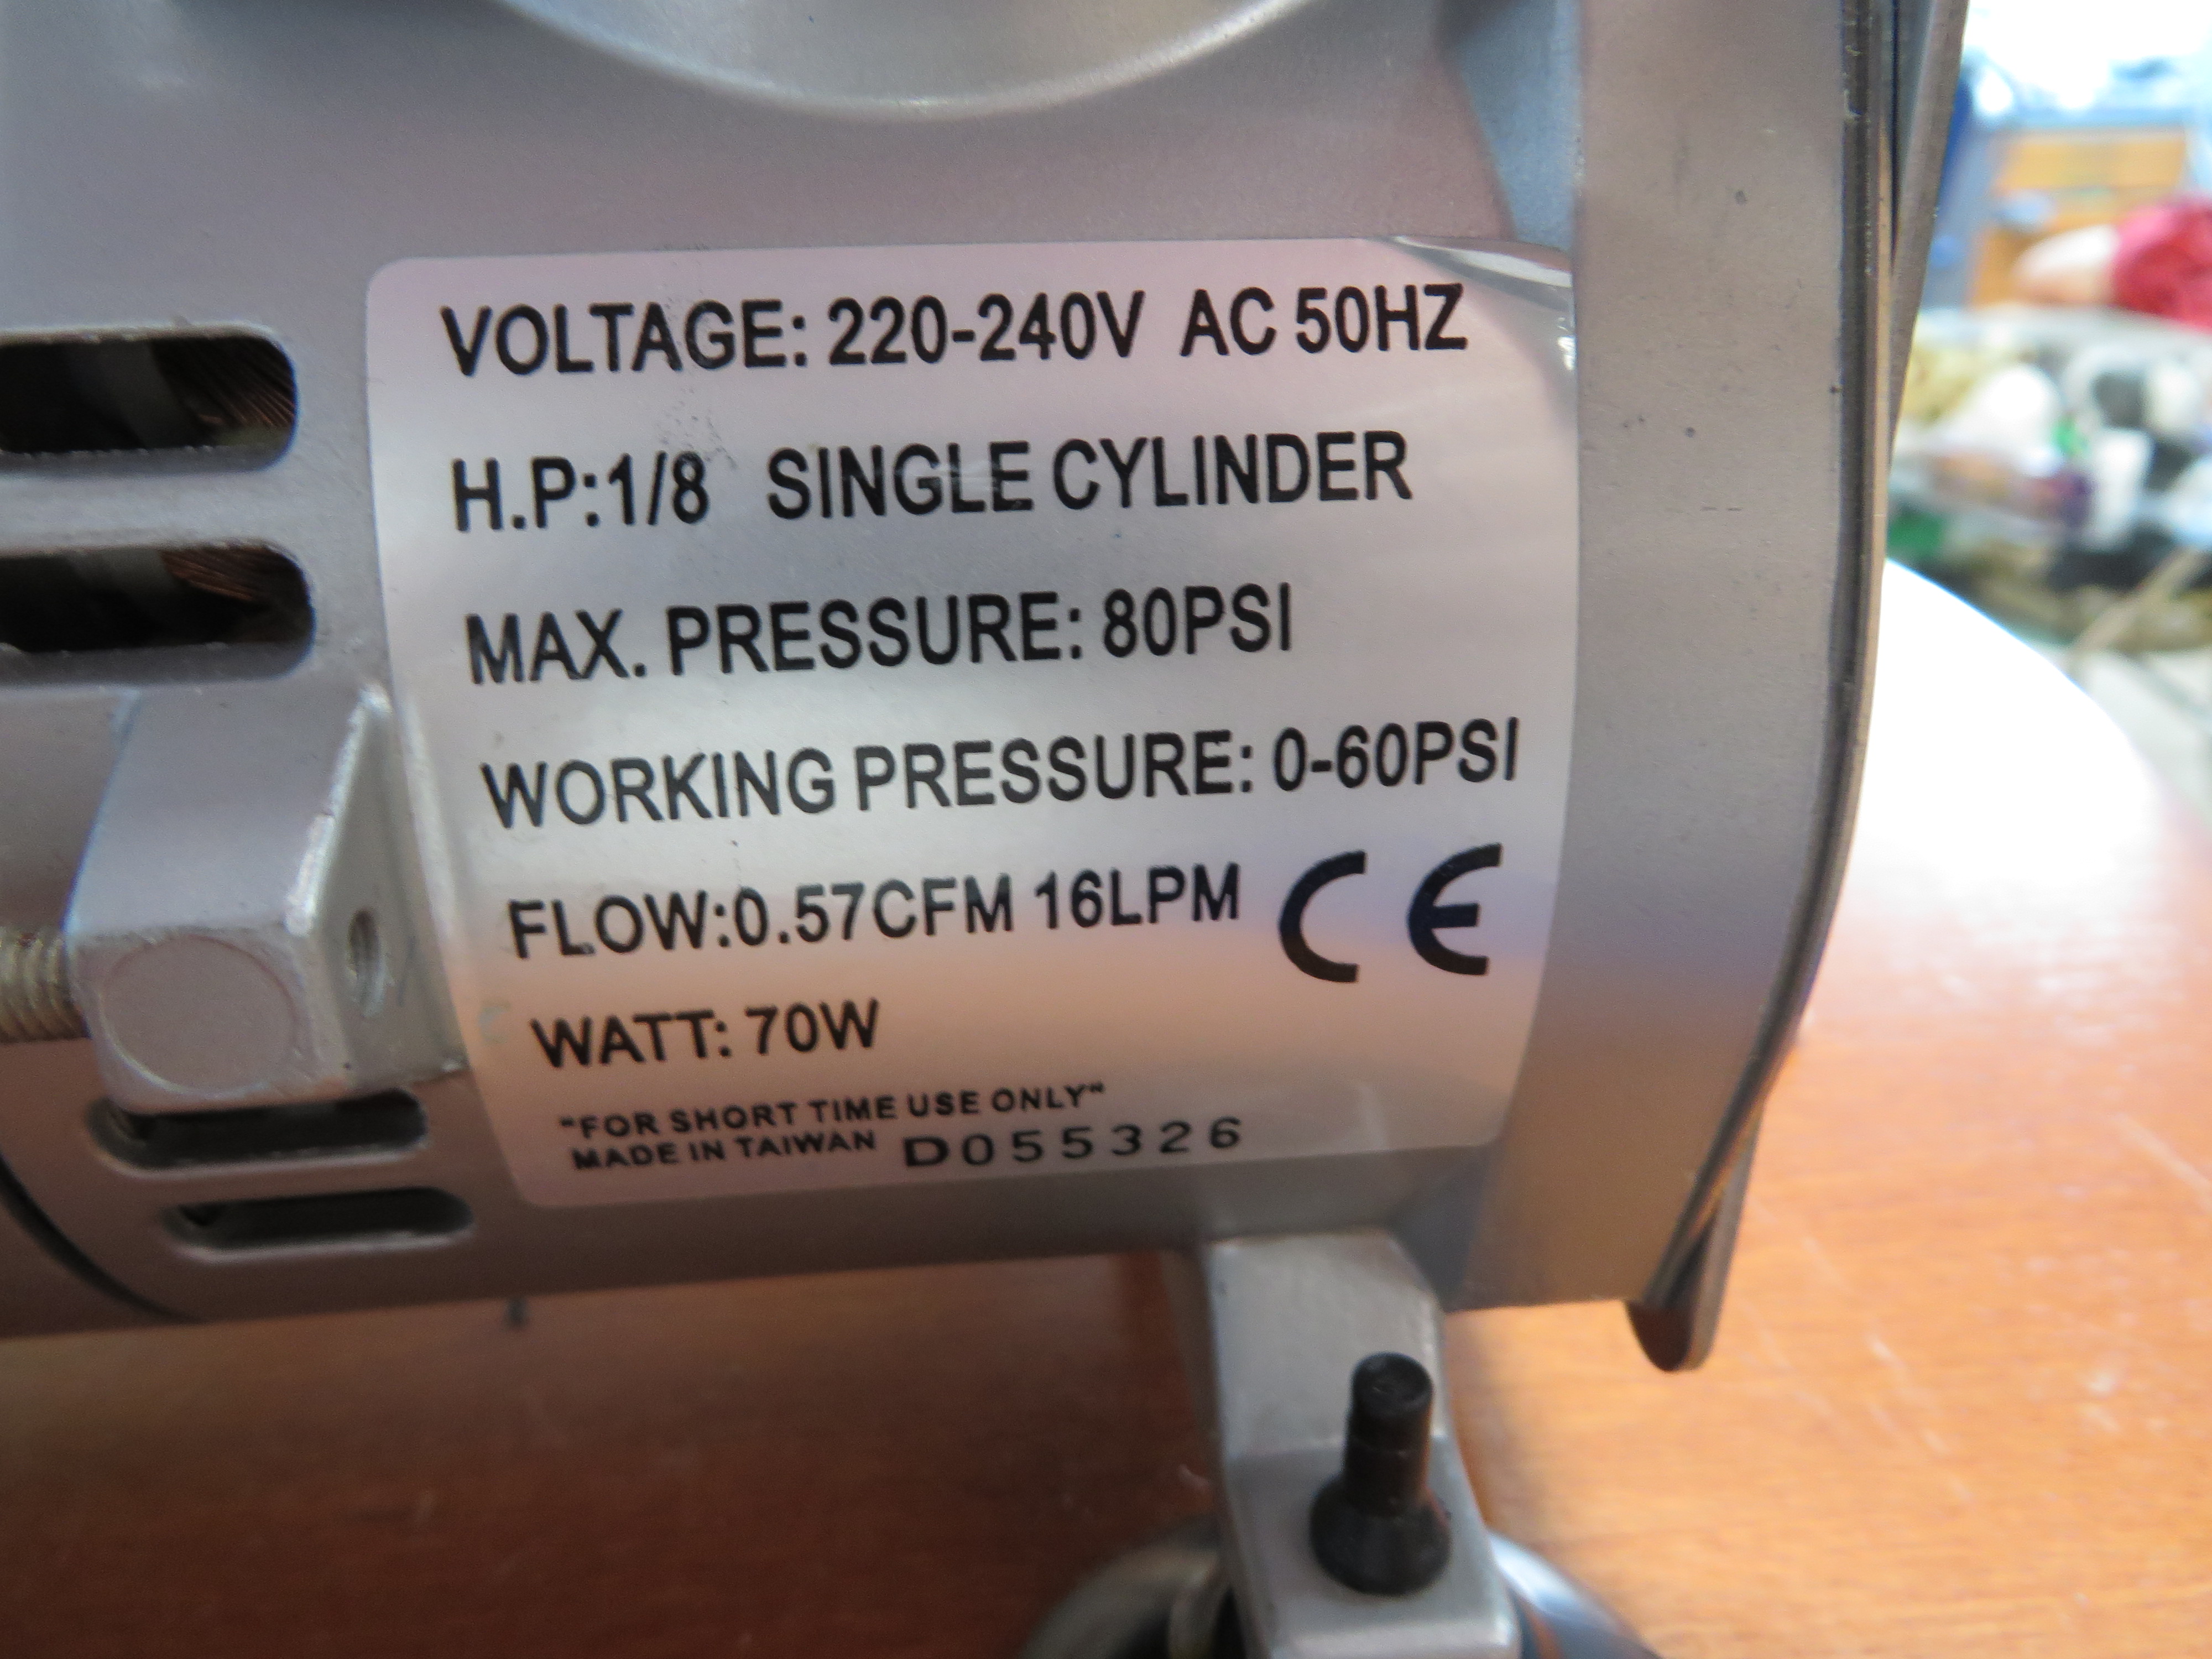 VOLTAGE: 220-240V AC 50HZ
H.P:1/8 SINGLE CYLINDER
MAX. PRESSURE: 80PSI
WORKING PRESSURE: 0-60PSI
FLOW:0.57CFM 16LPM CE
WATT: 70W
"FOR SHORT TIME USE ONLY"
MADE IN TAIWAN D055326